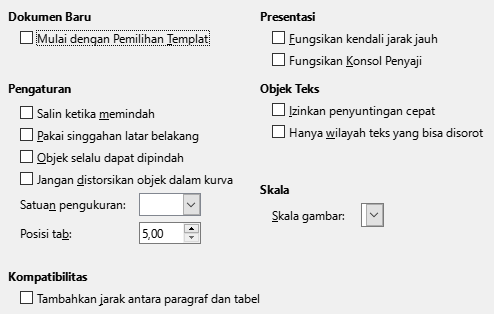 Dokumen Baru
Mulai dengan Pemilihan Templat
Pengaturan
Salin ketika memindah
Pakai singgahan latar belakang
Objek selalu dapat dipindah
Jangan distorsikan objek dalam kurva
Satuan pengukuran:
Posisi tab: 5,00
Kompatibilitas
Tambahkan jarak antara paragraf dan tabel
Presentasi
Fungsikan kendali jarak jauh
Fungsikan Konsol Penyaji
Objek Teks
Izinkan penyuntingan cepat
Hanya wilayah teks yang bisa disorot
Skala
Skala gambar: